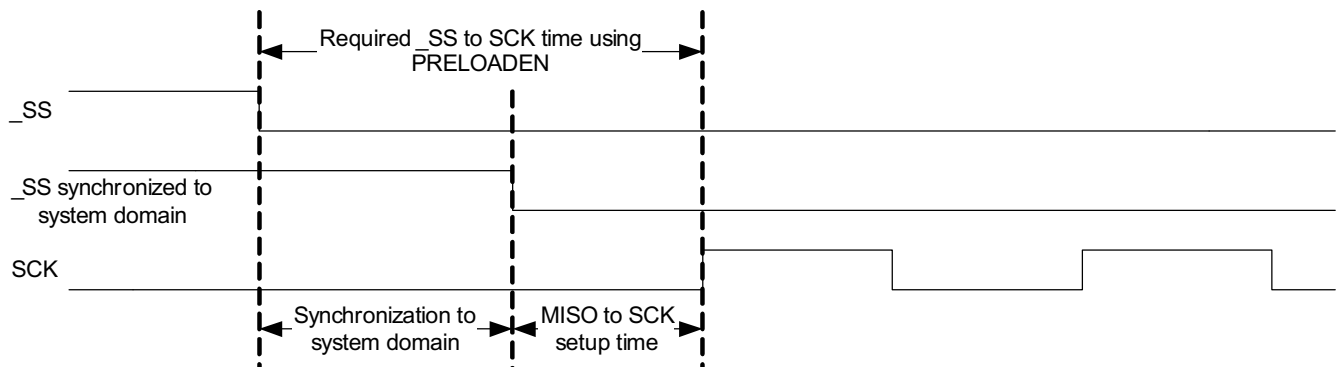 Required _SS to SCK time using
PRELOADEN
_SS
_SS synchronized to
system domain
SCK
Synchronization to
system domain
MISO to SCK
setup time